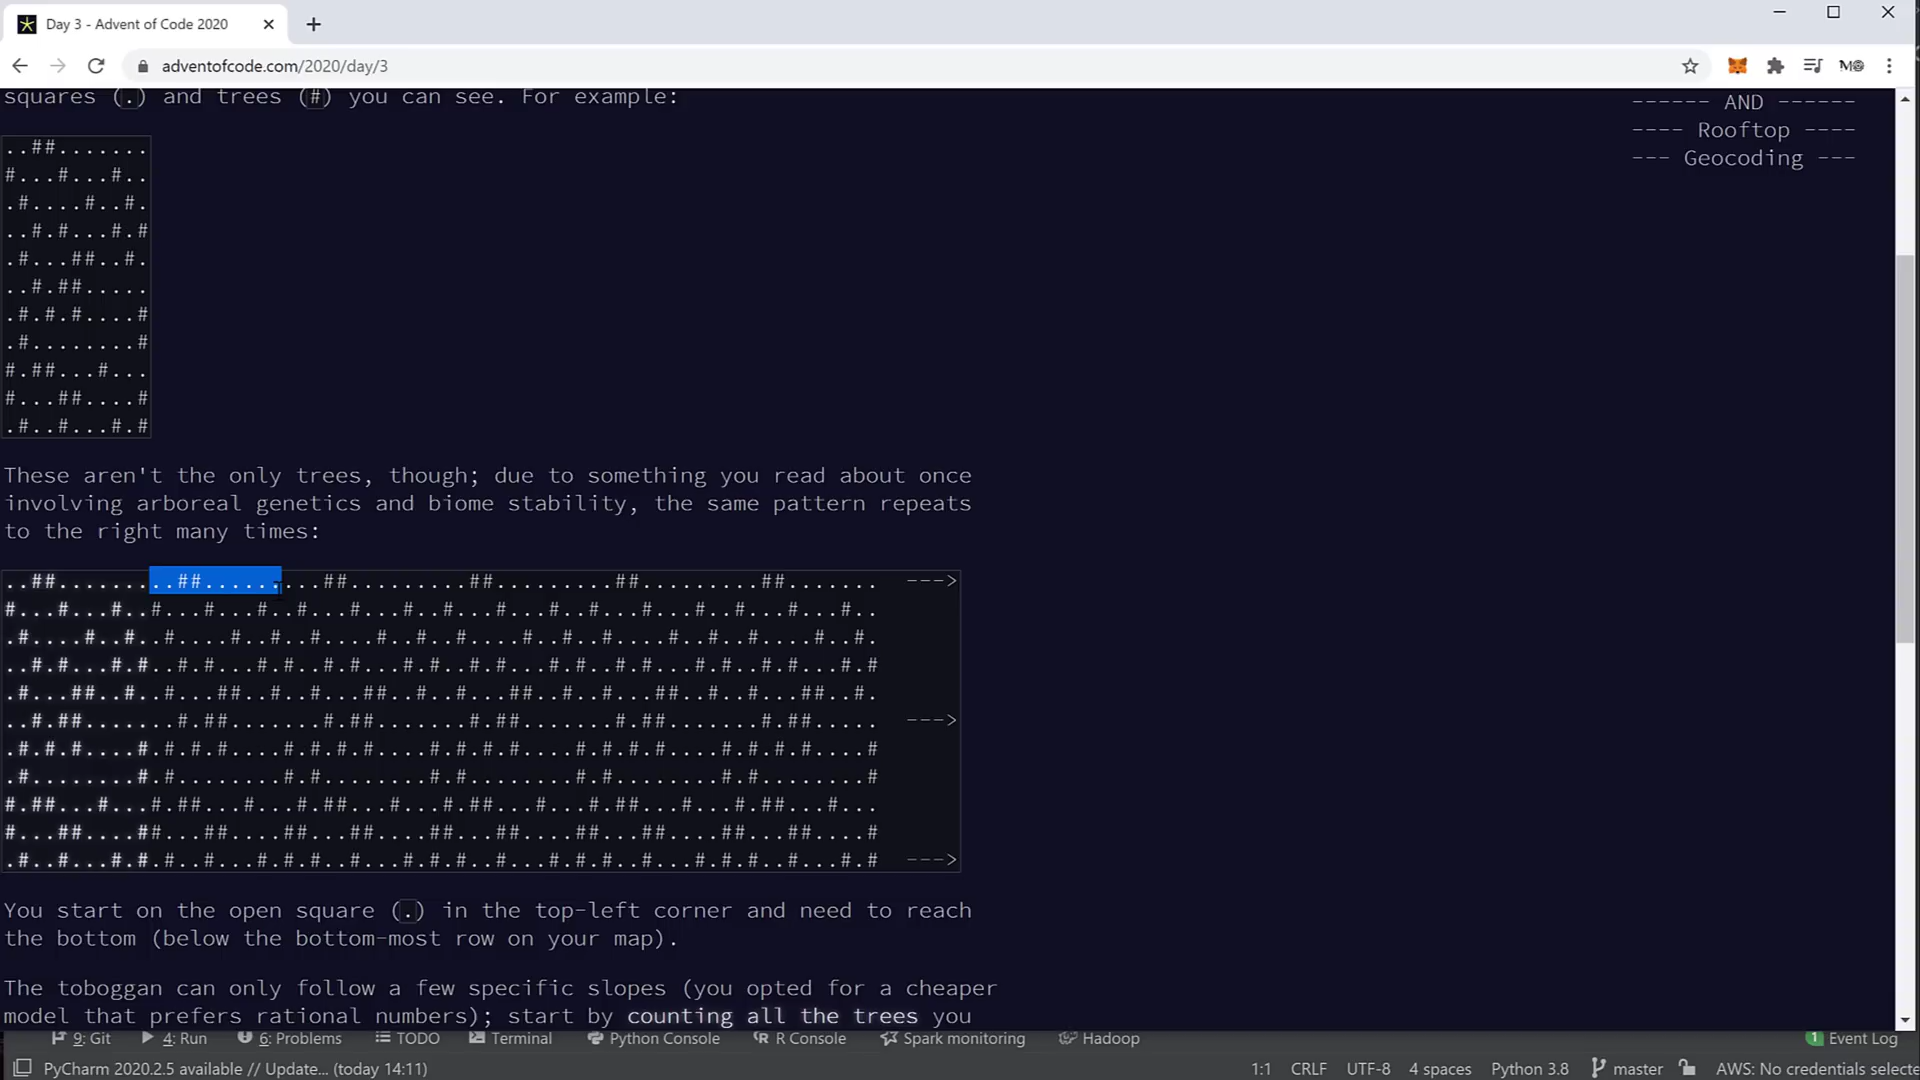 Day 3 - Advent of Code 2020
adventofcode.com/2020/day/3
squares (.) and trees (#) you can see. For example:
------ AND ------
---- Rooftop ----
--- Geocoding ---
..##.......
#...#...#..
.#....#..#.
..#.#...#.#
.#...##..#.
..#.##.....
.#.#.#....#
.#........#
#.##...#...
#...##....#
.#..#...#.#
These aren't the only trees, though; due to something you read about once
involving arboreal genetics and biome stability, the same pattern repeats
to the right many times:
..##.........##.........##.........##.........##.........##....... --->
#...#...#..#...#...#..#...#...#..#...#...#..#...#...#..#...#...#..
.#....#..#..#....#..#..#....#..#..#....#..#..#....#..#..#....#..#.
..#.#...#.#..#.#...#.#..#.#...#.#..#.#...#.#..#.#...#.#..#.#...#.#
.#...##..#..#...##..#..#...##..#..#...##..#..#...##..#..#...##..#.
..#.##.......#.##.......#.##.......#.##.......#.##.......#.##..... --->
.#.#.#....#.#.#.#....#.#.#.#....#.#.#.#....#.#.#.#....#.#.#.#....#
.#........#.#........#.#........#.#........#.#........#.#........#
#.##...#...#.##...#...#.##...#...#.##...#...#.##...#...#.##...#...
#...##....##...##....##...##....##...##....##...##....##...##....#
.#..#...#.#.#..#...#.#.#..#...#.#.#..#...#.#.#..#...#.#.#..#...#.# --->
You start on the open square (.) in the top-left corner and need to reach
the bottom (below the bottom-most row on your map).
The toboggan can only follow a few specific slopes (you opted for a cheaper
model that prefers rational numbers); start by counting all the trees you
9: Git 4: Run 6: Problems TODO Terminal Python Console R Console Spark monitoring Hadoop 1 Event Log
PyCharm 2020.2.5 available // Update... (today 14:11) 1:1 CRLF UTF-8 4 spaces Python 3.8 master AWS: No credentials selecte